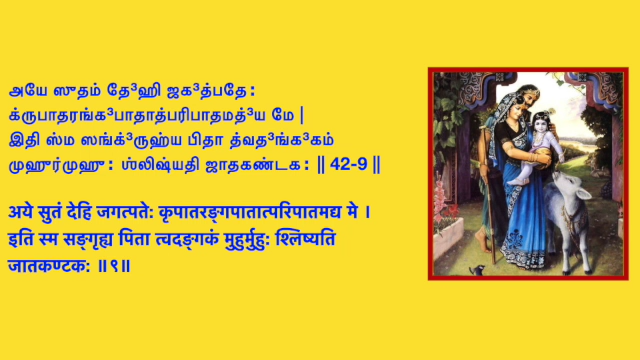 அயே ஸுதம் தே³ஹி ஜக³த்பதே :
க்ருபாதரங்க³பாதாத்பரிபாதமத்³ய மே |
இதி ஸ்ம ஸங்க்³ருஹ்ய பிதா த்வத³ங்க³கம்
முஹுர்முஹு : ஶ்லிஷ்யதி ஜாதகண்டக : || 42-9 ||
अये सुतं देहि जगत्पतेः कृपातरङ्गपातात्परिपातमद्य मे ।
इति स्म सङ्गृह्य पिता त्वदङ्गकं मुहुर्मुहुः श्लिष्यति
जातकण्टकः ॥९॥